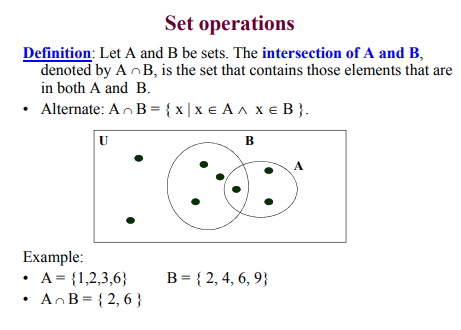 Set operations
Definition: Let A and B be sets. The intersection of A and B,
denoted by A ∩ B, is the set that contains those elements that are
in both A and B.
• Alternate: A ∩ B = { x | x ∈ A ∧ x ∈ B }.
U
B
A
Example:
• A = {1,2,3,6} B = { 2, 4, 6, 9}
• A ∩ B = { 2, 6 }